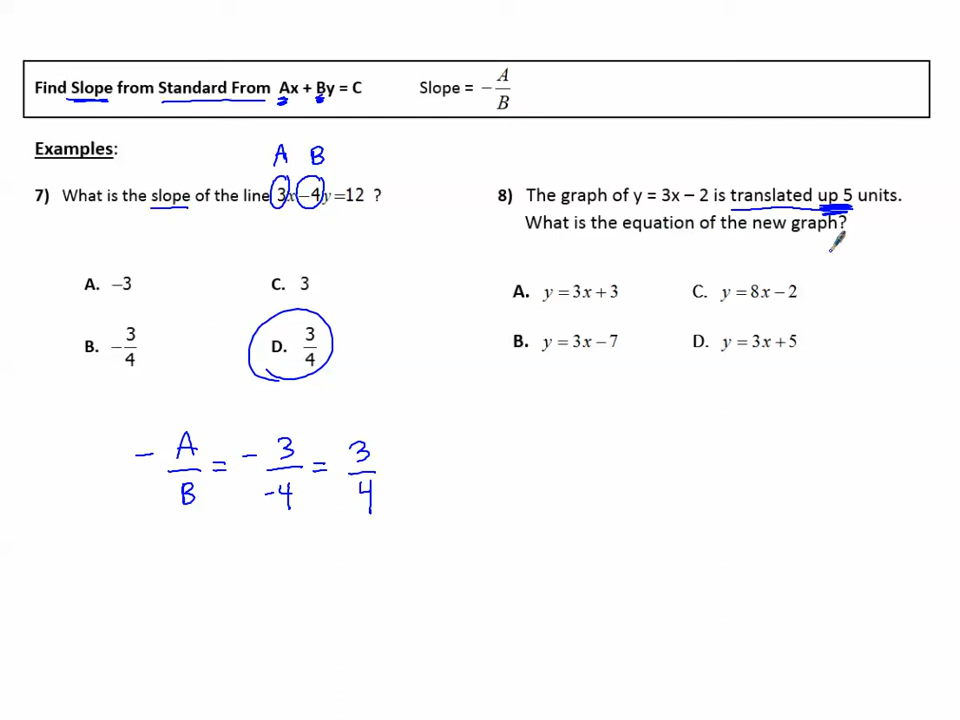 Find Slope from Standard From Ax + By = C Slope = −A/B
Examples:
A B
7) What is the slope of the line 3x −4y =12 ?
A. −3
C. 3
B. −3/4
D. 3/4
− A/B = − 3/-4 = 3/4
8) The graph of y = 3x – 2 is translated up 5 units.
What is the equation of the new graph?
A. y = 3x + 3
C. y = 8x − 2
B. y = 3x − 7
D. y = 3x + 5